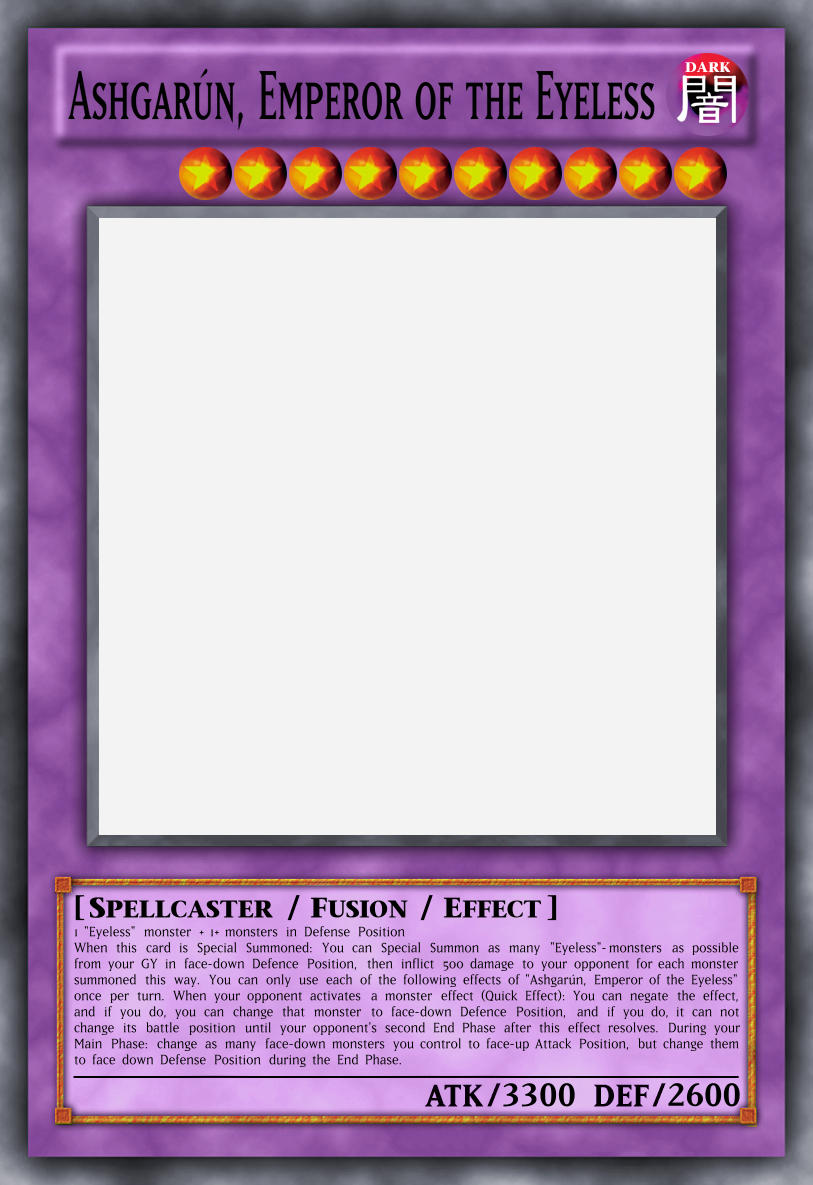 Ashgarún, Emperor of the Eyeless
DARK
闇
[ Spellcaster / Fusion / Effect ]
1 "Eyeless" monster + 1+ monsters in Defense Position
When this card is Special Summoned: You can Special Summon as many "Eyeless"-monsters as possible
from your GY in face-down Defence Position, then inflict 500 damage to your opponent for each monster
summoned this way. You can only use each of the following effects of "Ashgarún, Emperor of the Eyeless"
once per turn. When your opponent activates a monster effect (Quick Effect): You can negate the effect,
and if you do, you can change that monster to face-down Defence Position, and if you do, it can not
change its battle position until your opponent's second End Phase after this effect resolves. During your
Main Phase: change as many face-down monsters you control to face-up Attack Position, but change them
to face down Defense Position during the End Phase.
ATK/3300 DEF/2600